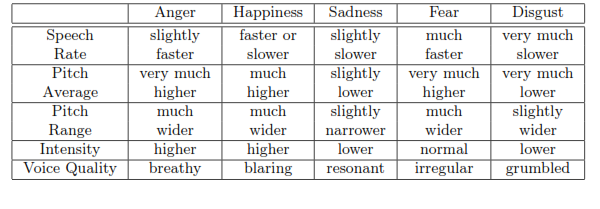 Anger Happiness Sadness Fear Disgust
Speech slightly faster or slightly much very much
Rate faster slower slower faster slower
Pitch very much much slightly very much very much
Average higher higher lower higher lower
Pitch much much slightly much slightly
Range wider wider narrower wider wider
Intensity higher higher lower normal lower
Voice Quality breathy blaring resonant irregular grumbled